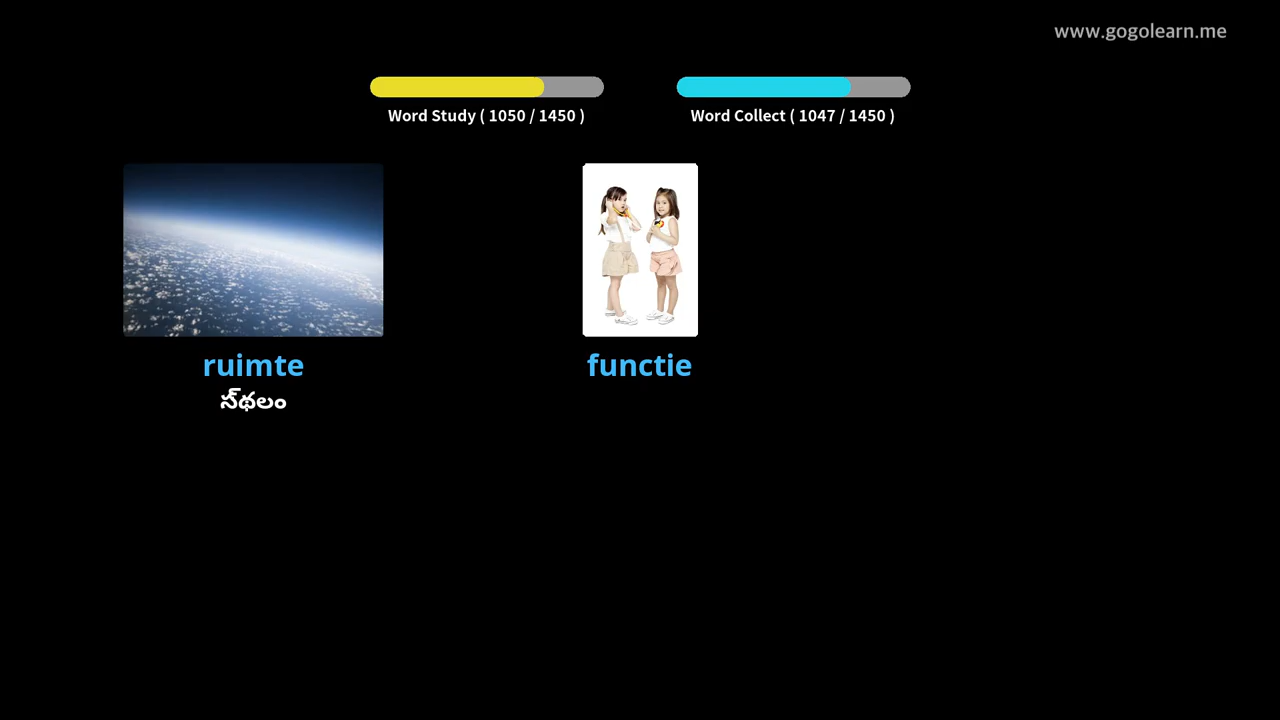 www.gogolearn.me
Word Study ( 1050 / 1450 )
Word Collect ( 1047 / 1450 )
ruimte
స్థలం
functie